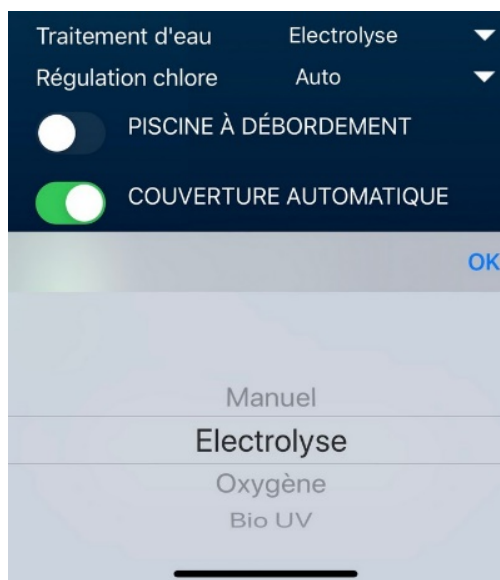 Traitement d'eau Electrolyse
Régulation chlore Auto
PISCINE À DÉBORDEMENT
COUVERTURE AUTOMATIQUE
OK
Manuel
Electrolyse
Oxygène
Bio UV